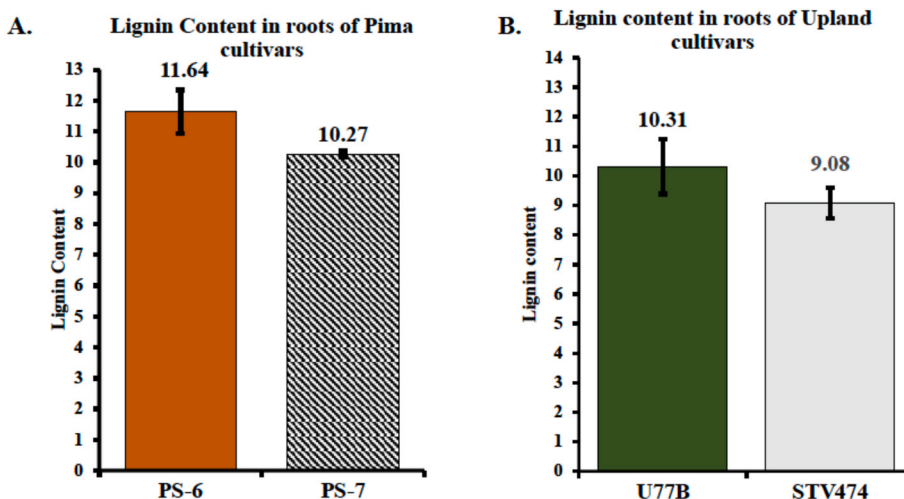 A.
Lignin Content in roots of Pima
cultivars
13
12
11
10
9
8
7
6
5
4
3
2
1
0
Lignin Content
11.64
10.27
PS-6
PS-7
B.
Lignin content in roots of Upland
cultivars
14
13
12
11
10
9
8
7
6
5
4
3
2
1
0
Lignin content
10.31
9.08
U77B
STV474